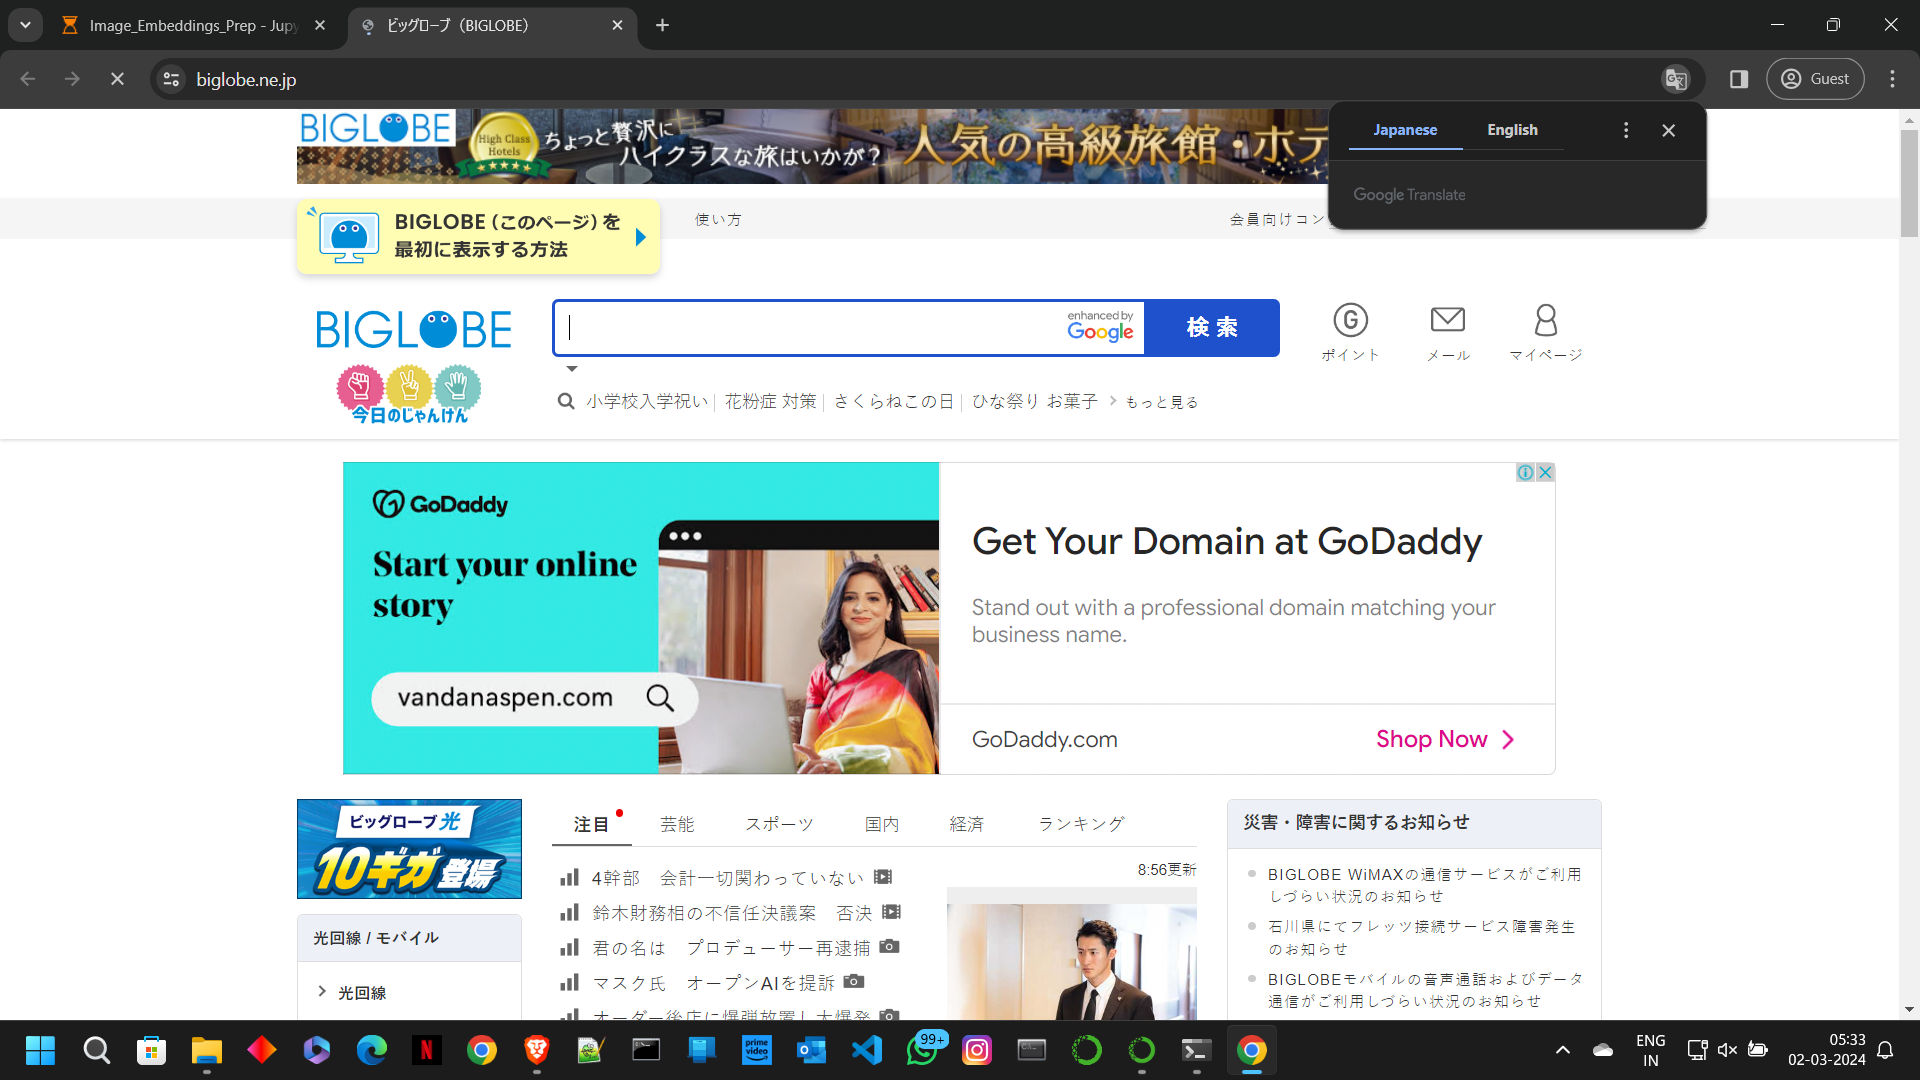 Image_Embeddings_Prep - Jupy
ビッグローブ（BIGLOBE）
biglobe.ne.jp
Guest
BIGLOBE
High Class
Hotels
ちょっと贅沢に
ハイクラスな旅はいかが？
人気の高級旅館・ホテ
Japanese
English
Google Translate
BIGLOBE（このページ）を
最初に表示する方法
使い方
会員向けコン
BIGLOBE
enhanced by
Google
検索
ポイント
メール
マイページ
今日のじゃんけん
小学校入学祝い
花粉症 対策
さくらねこの日
ひな祭り お菓子
もっと見る
GoDaddy
Start your online
story
vandanaspen.com
Get Your Domain at GoDaddy
Stand out with a professional domain matching your
business name.
GoDaddy.com
Shop Now
ビッグローブ光
10ギガ登場
光回線 / モバイル
光回線
注目
芸能
スポーツ
国内
経済
ランキング
8:56更新
4幹部　会計一切関わっていない
鈴木財務相の不信任決議案　否決
君の名は　プロデューサー再逮捕
マスク氏　オープンAIを提訴
オーダー後店に爆弾放置し大爆発
災害・障害に関するお知らせ
BIGLOBE WiMAXの通信サービスがご利用
しづらい状況のお知らせ
石川県にてフレッツ接続サービス障害発生
のお知らせ
BIGLOBEモバイルの音声通話およびデータ
通信がご利用しづらい状況のお知らせ
prime
video
99+
ENG
IN
05:33
02-03-2024